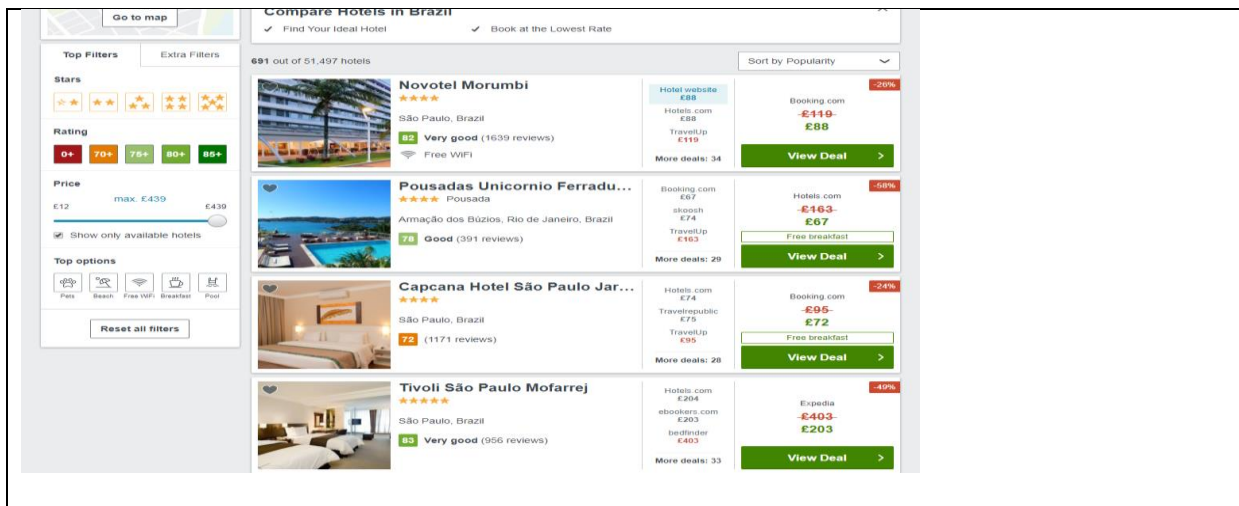 Go to map
Compare Hotels in Brazil
✓ Find Your Ideal Hotel ✓ Book at the Lowest Rate
Top Filters Extra Filters
Stars
Rating
0+ 70+ 75+ 80+ 85+
Price
max. £439
£12 £439
Show only available hotels
Top options
Pets Beach Free WiFi Breakfast Pool
Reset all filters
691 out of 51,497 hotels
Sort by Popularity
Novotel Morumbi
São Paulo, Brazil
82 Very good (1639 reviews)
Free WiFi
Hotel website
£88
Hotels.com
£88
TravelUp
£119
More deals: 34
-26%
Booking.com
£119
£88
View Deal >
Pousadas Unicornio Ferradu...
Pousada
Armação dos Búzios, Rio de Janeiro, Brazil
78 Good (391 reviews)
Booking.com
£67
skoosh
£74
TravelUp
£163
More deals: 29
-58%
Hotels.com
£163
£67
Free breakfast
View Deal >
Capcana Hotel São Paulo Jar...
São Paulo, Brazil
72 (1171 reviews)
Hotels.com
£74
Travelrepublic
£75
TravelUp
£95
More deals: 28
-24%
Booking.com
£95
£72
Free breakfast
View Deal >
Tivoli São Paulo Mofarrej
São Paulo, Brazil
83 Very good (956 reviews)
Hotels.com
£204
ebookers.com
£203
bedfinder
£403
More deals: 33
-49%
Expedia
£403
£203
View Deal >